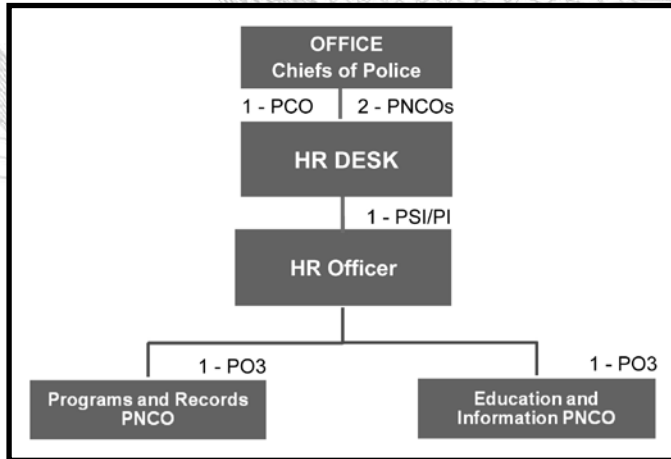 OFFICE
Chiefs of Police
1 - PCO
2 - PNCOs
HR DESK
1 - PSI/PI
HR Officer
1 - PO3
1 - PO3
Programs and Records
PNCO
Education and
Information PNCO